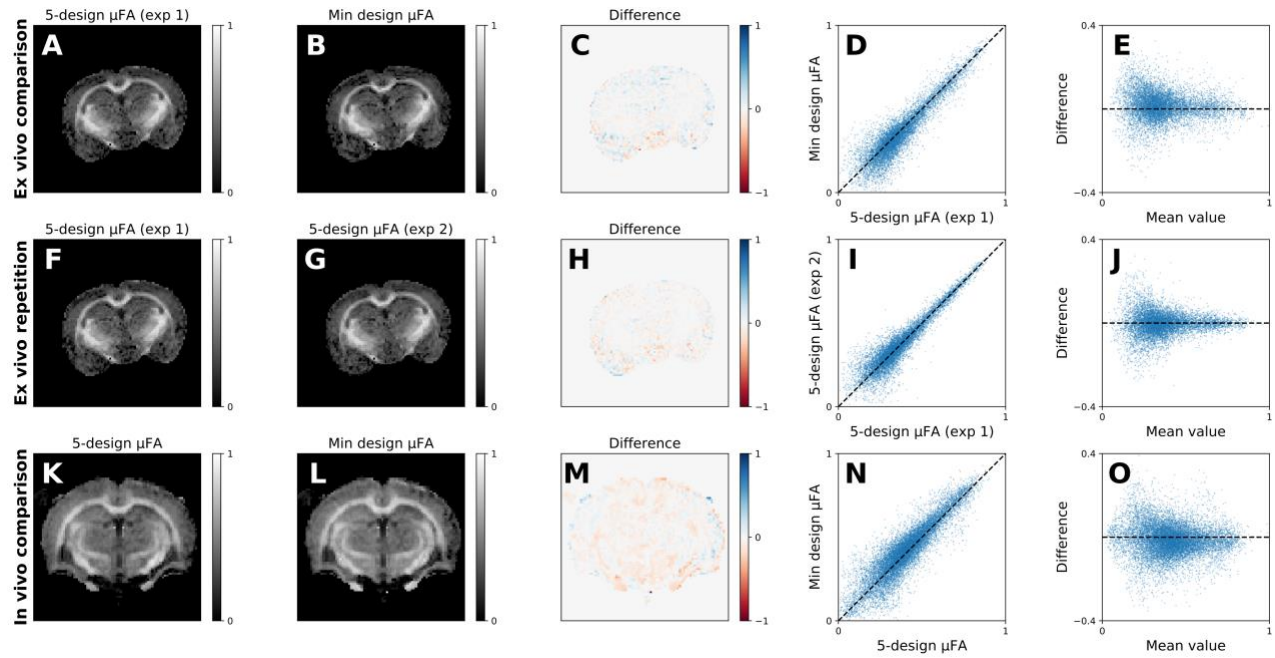 Ex vivo comparison
5-design μFA (exp 1)
A
1
0
Min design μFA
B
1
0
Difference
C
1
0
−1
D
Min design μFA
1
0
0
1
5-design μFA (exp 1)
E
Difference
0.4
−0.4
0
1
Mean value
Ex vivo repetition
5-design μFA (exp 1)
F
1
0
5-design μFA (exp 2)
G
1
0
Difference
H
1
0
−1
I
5-design μFA (exp 2)
1
0
0
1
5-design μFA (exp 1)
J
Difference
0.4
−0.4
0
1
Mean value
In vivo comparison
5-design μFA
K
1
0
Min design μFA
L
1
0
Difference
M
1
0
−1
N
Min design μFA
1
0
0
1
5-design μFA
O
Difference
0.4
−0.4
0
1
Mean value